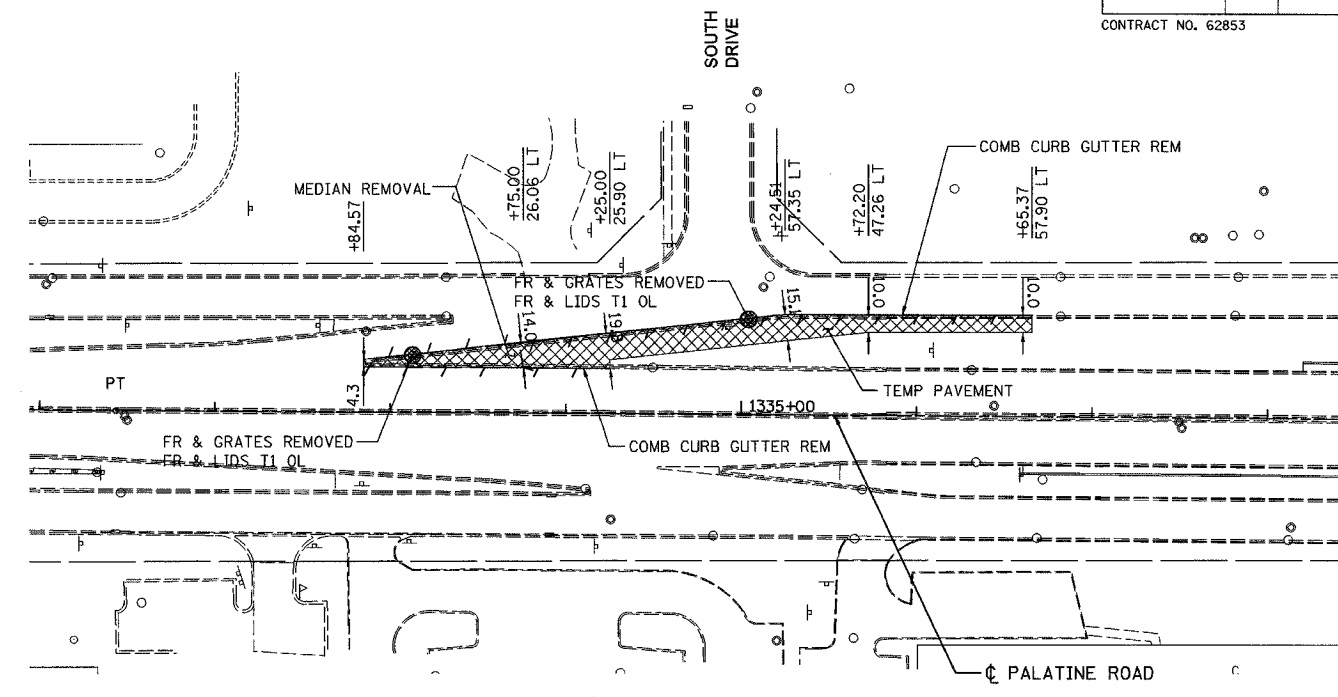 CONTRACT NO. 62853
SOUTH
DRIVE
COMB CURB GUTTER REM
MEDIAN REMOVAL
+84.57
+75.00
26.06 LT
+25.00
25.90 LT
+24.51
57.35 LT
+72.20
47.26 LT
+65.37
57.90 LT
FR & GRATES REMOVED
FR & LIDS T1 OL
14.0
15.1
10.0
10.0
PT
4.3
TEMP PAVEMENT
1335+00
FR & GRATES REMOVED
FR & LIDS T1 OL
COMB CURB GUTTER REM
℄ PALATINE ROAD